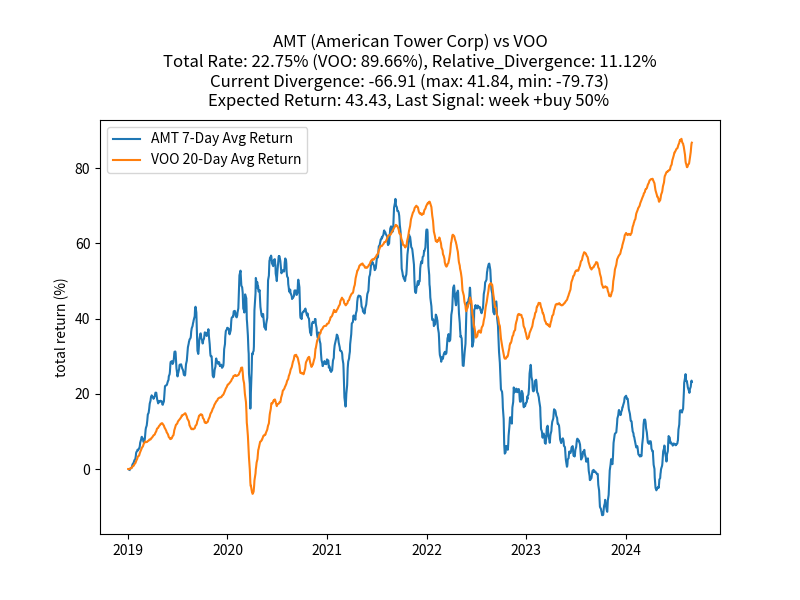 AMT (American Tower Corp) vs VOO
Total Rate: 22.75% (VOO: 89.66%), Relative_Divergence: 11.12%
Current Divergence: -66.91 (max: 41.84, min: -79.73)
Expected Return: 43.43, Last Signal: week +buy 50%
AMT 7-Day Avg Return
VOO 20-Day Avg Return
total return (%)
80
60
40
20
0
2019 2020 2021 2022 2023 2024